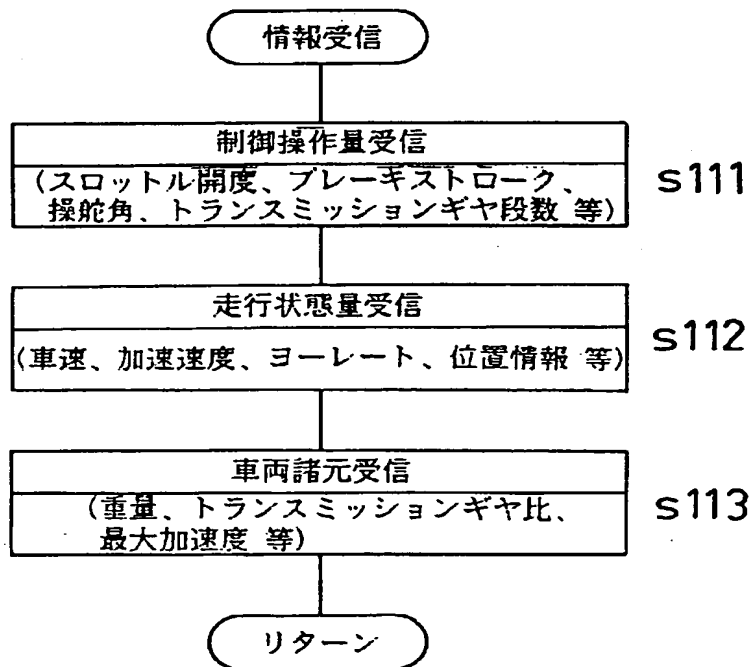 情報受信
制御操作量受信
(スロットル開度、ブレーキストローク、
操舵角、トランスミッションギヤ段数 等)
S111
走行状態量受信
(車速、加速速度、ヨーレート、位置情報 等)
S112
車両諸元受信
(重量、トランスミッションギヤ比、
最大加速度 等)
S113
リターン